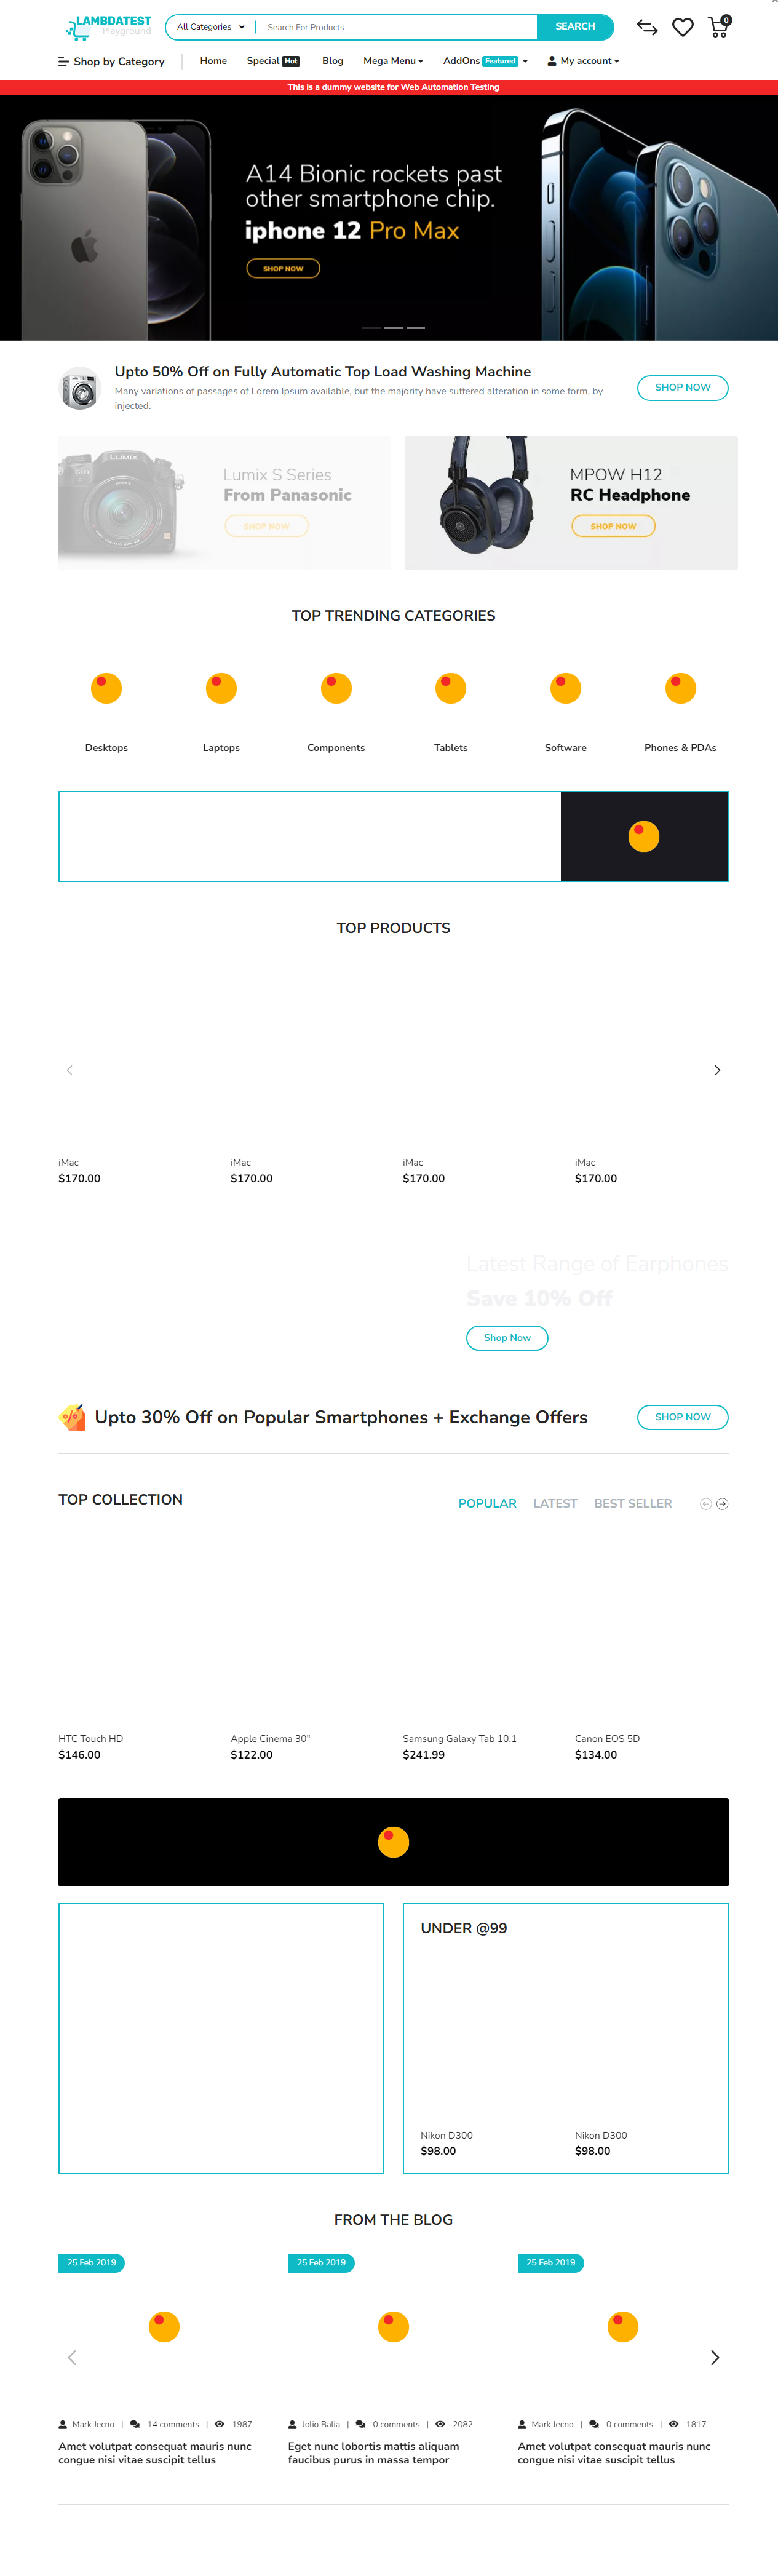 LAMBDATEST
Playground
All Categories
Search For Products
SEARCH
0
Shop by Category
Home
Special Hot
Blog
Mega Menu
AddOns Featured
My account
This is a dummy website for Web Automation Testing
A14 Bionic rockets past
other smartphone chip.
iphone 12 Pro Max
SHOP NOW
Upto 50% Off on Fully Automatic Top Load Washing Machine
Many variations of passages of Lorem Ipsum available, but the majority have suffered alteration in some form, by
injected.
SHOP NOW
LUMIX
Lumix S Series
From Panasonic
SHOP NOW
MPOW H12
RC Headphone
SHOP NOW
TOP TRENDING CATEGORIES
Desktops
Laptops
Components
Tablets
Software
Phones & PDAs
TOP PRODUCTS
iMac
$170.00
iMac
$170.00
iMac
$170.00
iMac
$170.00
Latest Range of Earphones
Save 10% Off
Shop Now
Upto 30% Off on Popular Smartphones + Exchange Offers
SHOP NOW
TOP COLLECTION
POPULAR
LATEST
BEST SELLER
HTC Touch HD
$146.00
Apple Cinema 30"
$122.00
Samsung Galaxy Tab 10.1
$241.99
Canon EOS 5D
$134.00
UNDER @99
Nikon D300
$98.00
Nikon D300
$98.00
FROM THE BLOG
25 Feb 2019
Mark Jecno | 14 comments | 1987
Amet volutpat consequat mauris nunc
congue nisi vitae suscipit tellus
25 Feb 2019
Jolio Balia | 0 comments | 2082
Eget nunc lobortis mattis aliquam
faucibus purus in massa tempor
25 Feb 2019
Mark Jecno | 0 comments | 1817
Amet volutpat consequat mauris nunc
congue nisi vitae suscipit tellus